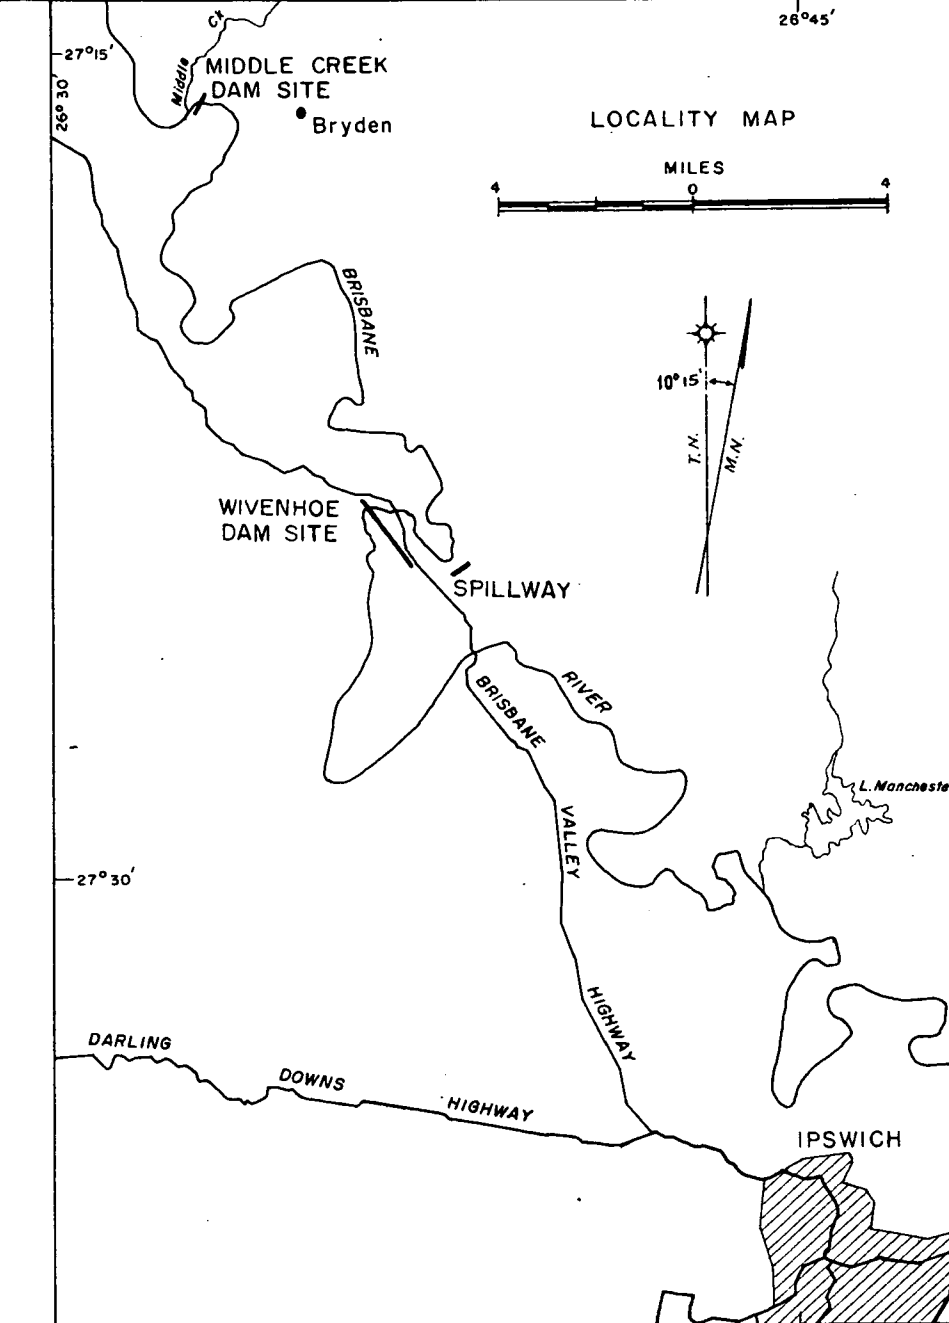 26°45'
27°15'
26°30'
Middle
Ck
MIDDLE CREEK
DAM SITE
Bryden
LOCALITY MAP
MILES
4
0
4
BRISBANE
10°15'
T.N.
M.N.
WIVENHOE
DAM SITE
SPILLWAY
RIVER
BRISBANE
L.Mancheste
VALLEY
27°30'
HIGHWAY
DARLING
DOWNS
HIGHWAY
IPSWICH